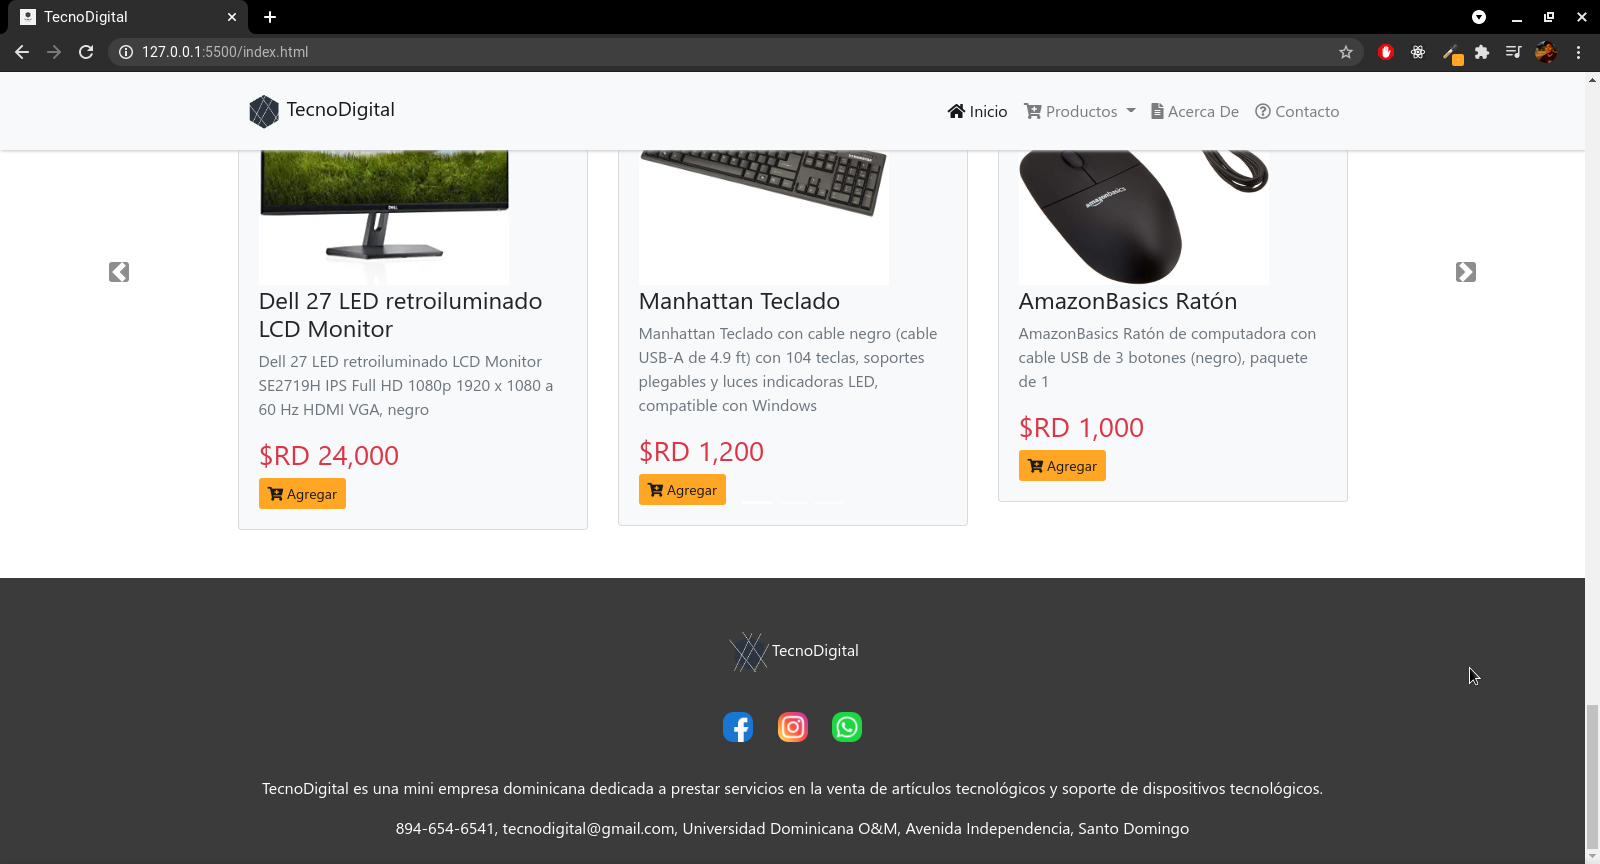 TecnoDigital
127.0.0.1:5500/index.html
TecnoDigital
Inicio
Productos
Acerca De
Contacto
DELL
amazonbasics
Dell 27 LED retroiluminado
LCD Monitor
Dell 27 LED retroiluminado LCD Monitor
SE2719H IPS Full HD 1080p 1920 x 1080 a
60 Hz HDMI VGA, negro
$RD 24,000
Agregar
Manhattan Teclado
Manhattan Teclado con cable negro (cable
USB-A de 4.9 ft) con 104 teclas, soportes
plegables y luces indicadoras LED,
compatible con Windows
$RD 1,200
Agregar
AmazonBasics Ratón
AmazonBasics Ratón de computadora con
cable USB de 3 botones (negro), paquete
de 1
$RD 1,000
Agregar
TecnoDigital
TecnoDigital es una mini empresa dominicana dedicada a prestar servicios en la venta de artículos tecnológicos y soporte de dispositivos tecnológicos.
894-654-6541, tecnodigital@gmail.com, Universidad Dominicana O&M, Avenida Independencia, Santo Domingo